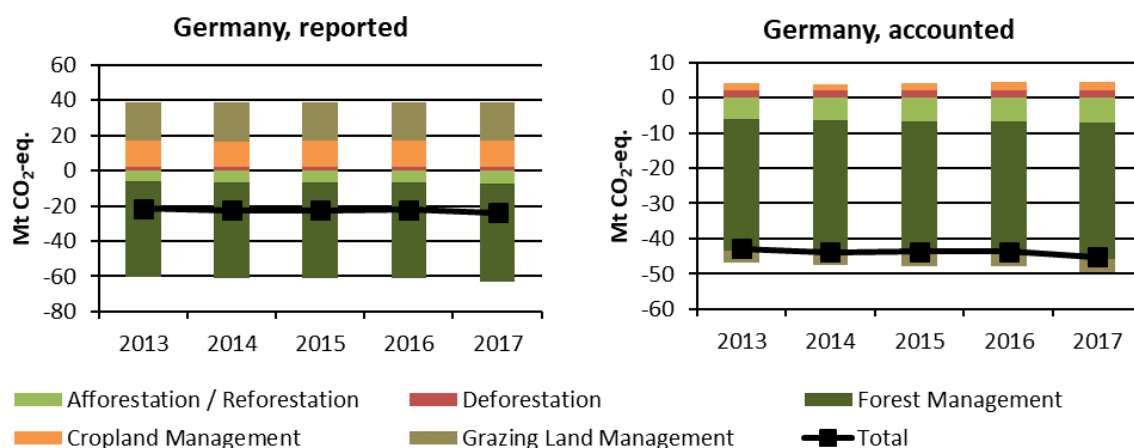 Germany, reported
Mt CO₂-eq.
60
40
20
0
-20
-40
-60
-80
2013 2014 2015 2016 2017
Germany, accounted
Mt CO₂-eq.
10
0
-10
-20
-30
-40
-50
-60
2013 2014 2015 2016 2017
Afforestation / Reforestation Deforestation Forest Management
Cropland Management Grazing Land Management Total